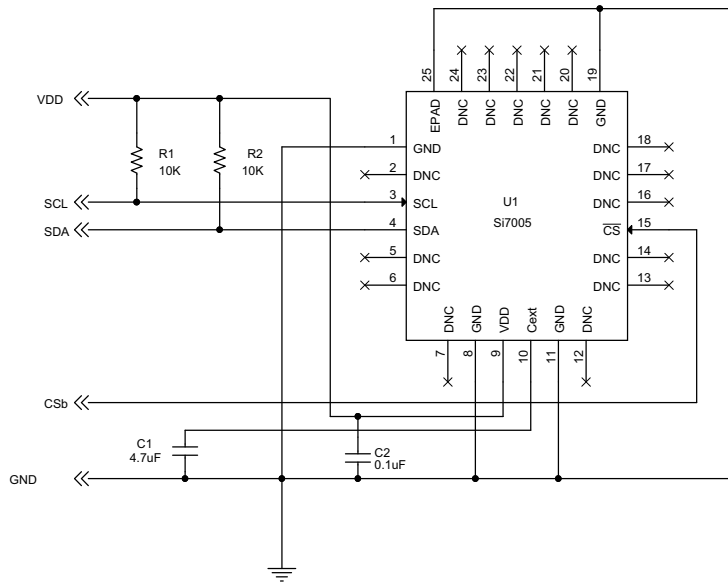 25
24
23
22
21
20
19
EPAD
DNC
DNC
DNC
DNC
DNC
GND
VDD
R1
10K
R2
10K
SCL
SDA
1
GND
2
DNC
3
SCL
4
SDA
5
DNC
6
DNC
U1
Si7005
DNC
18
DNC
17
DNC
16
CS
15
DNC
14
DNC
13
DNC
GND
VDD
Cext
GND
DNC
7
8
9
10
11
12
CSb
C1
4.7uF
C2
0.1uF
GND